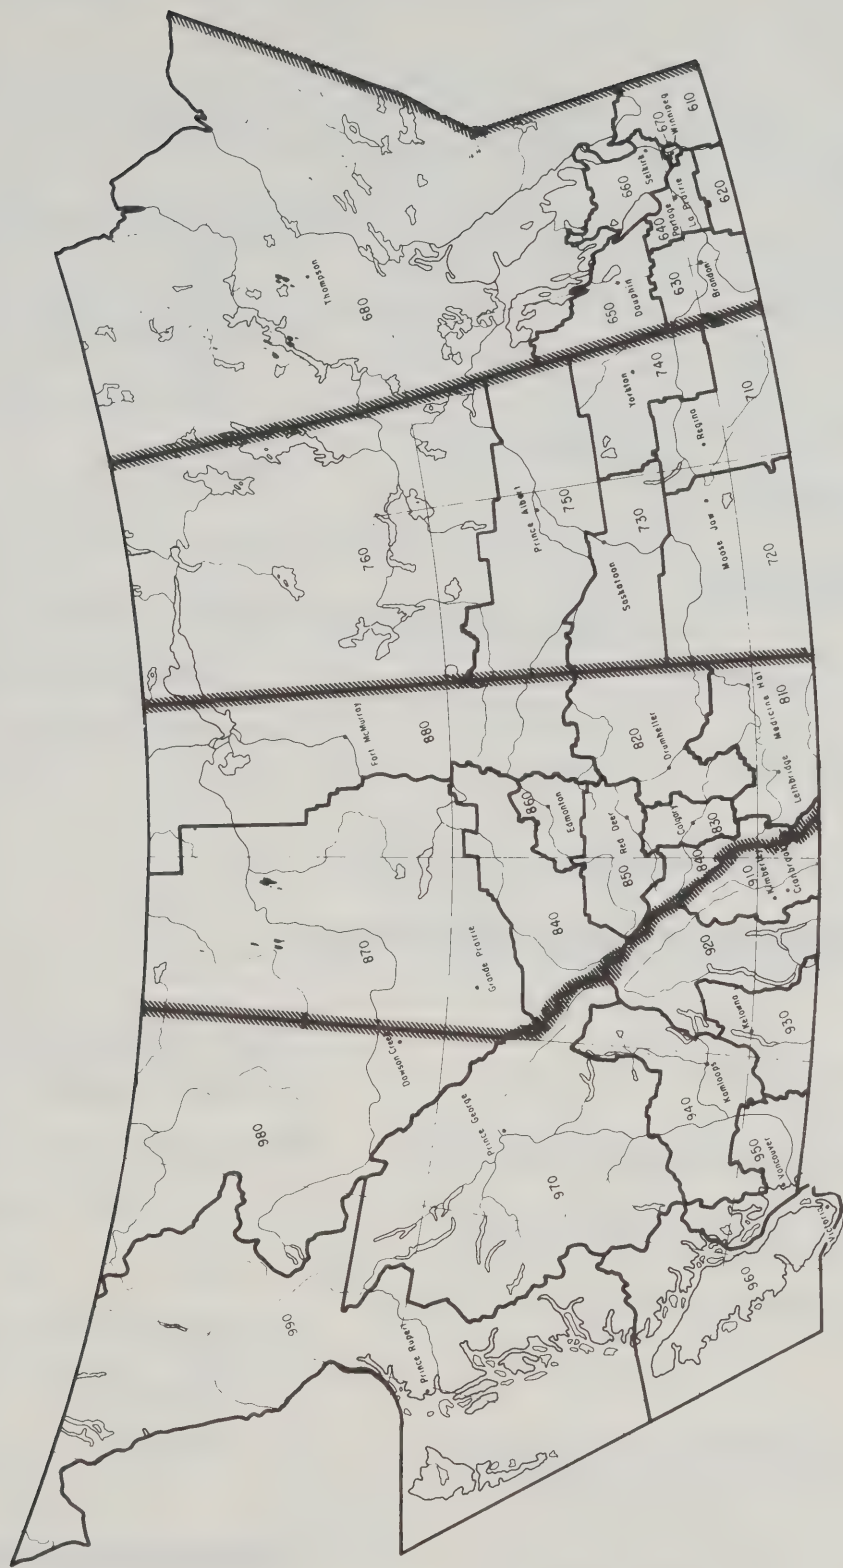 990
Prince Rupert
960
Victoria
980
Dawson Creek
Prince George
970
940
Kamloops
950
Vancouver
Kelowna
930
920
870
Grande Prairie
840
Fort McMurray
880
860
Edmonton
850
Red Deer
820
Drumheller
Calgary
830
840
910
Kimberley
Cranbrook
Lethbridge
Medicine Hat
810
760
Prince Albert
750
Saskatoon
730
Moose Jaw
720
Yorkton
740
Regina
710
Thompson
680
650
Dauphin
660
Selkirk
640
Portage
La Prairie
630
Brandon
620
670
Winnipeg
610